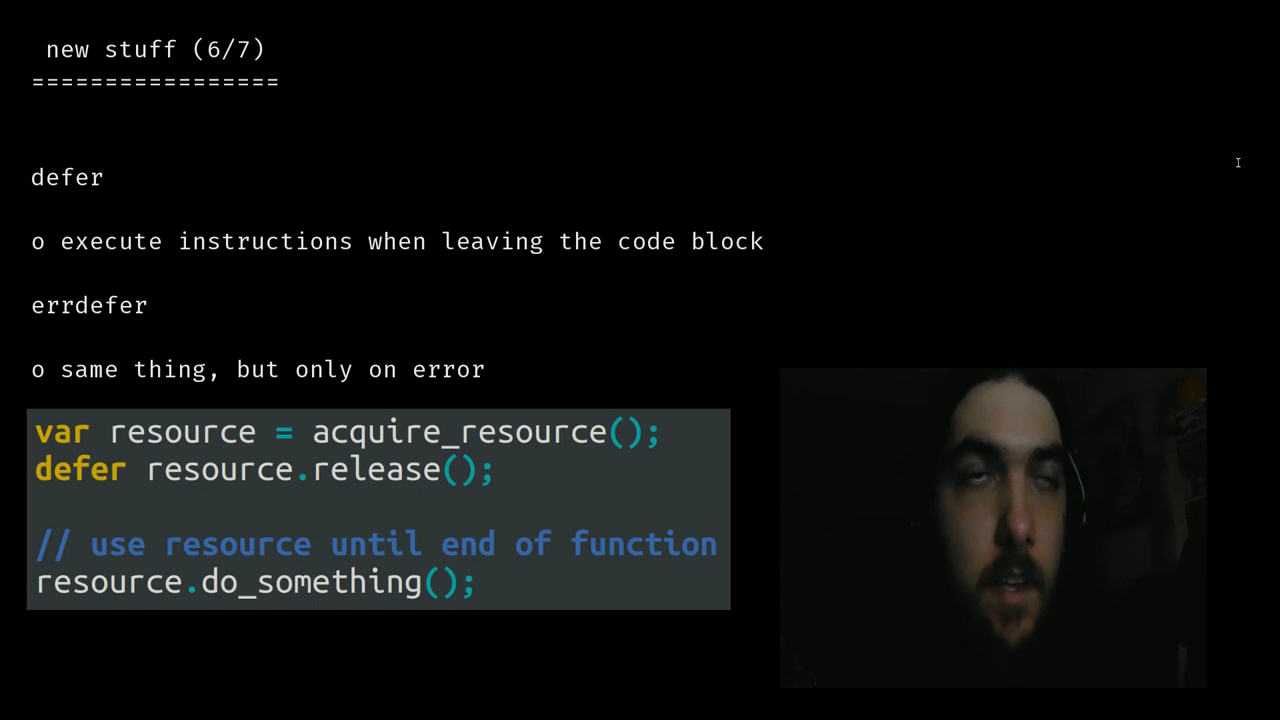 new stuff (6/7)
=================
defer
o execute instructions when leaving the code block
errdefer
o same thing, but only on error
var resource = acquire_resource();
defer resource.release();
// use resource until end of function
resource.do_something();